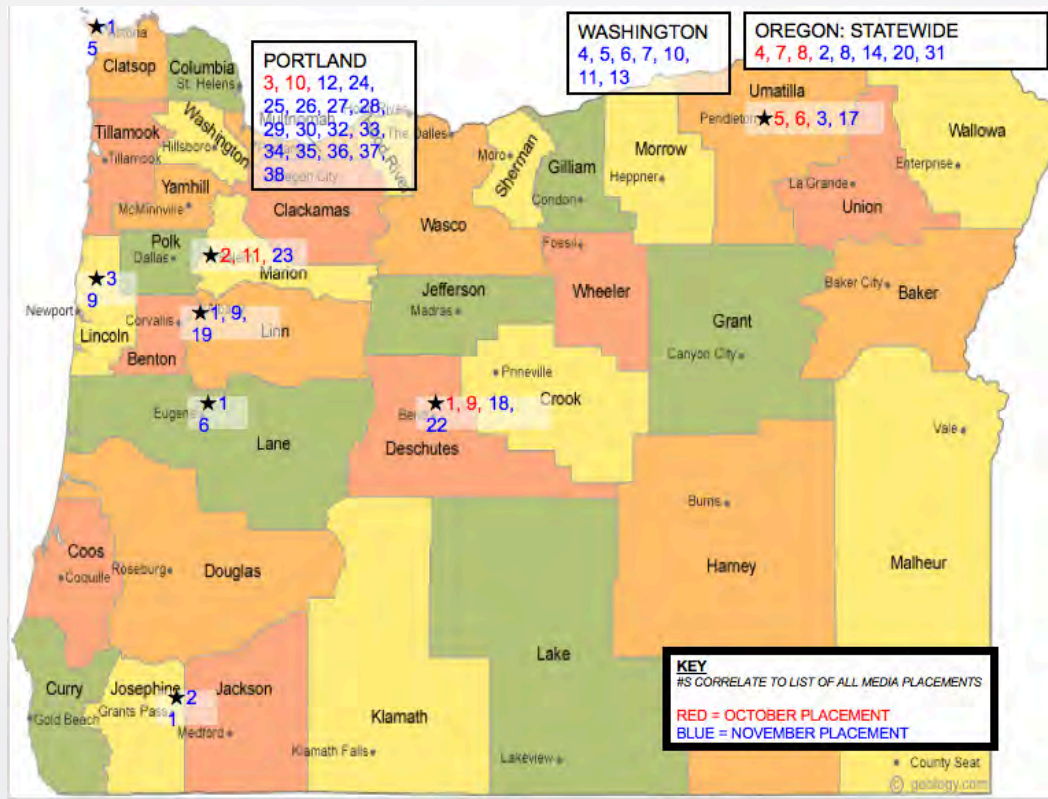 PORTLAND
3, 10, 12, 24,
25, 26, 27, 28,
29, 30, 32, 33,
34, 35, 36, 37,
38
WASHINGTON
4, 5, 6, 7, 10,
11, 13
OREGON: STATEWIDE
4, 7, 8, 2, 8, 14, 20, 31
★1
5
Clatsop
Columbia
St. Helens
Tillamook
Tillamook
Washington
Hillsboro
Multnomah
The Dalles
River
Oregon City
Yamhill
McMinnville
Clackamas
Moro
Sherman
Gilliam
Condon
Morrow
Heppner
Umatilla
Pendleton
★5, 6, 3, 17
Wallowa
Enterprise
La Grande
Union
Polk
Dallas
★2, 11, 23
Marion
Wasco
Fossil
Wheeler
Jefferson
Madras
Grant
Canyon City
Baker City
Baker
★3
9
Newport
Lincoln
Corvallis
Benton
★1, 9,
19
Linn
Prineville
Crook
Eugene
★1
6
Lane
★1, 9, 18,
22
Deschutes
Vale
Burns
Harney
Malheur
Coos
Coquille
Roseburg
Douglas
Lake
Curry
Gold Beach
Josephine
Grants Pass
★2
1
Jackson
Medford
Klamath
Klamath Falls
Lakeview
KEY
#S CORRELATE TO LIST OF ALL MEDIA PLACEMENTS
RED = OCTOBER PLACEMENT
BLUE = NOVEMBER PLACEMENT
County Seat
© geology.com